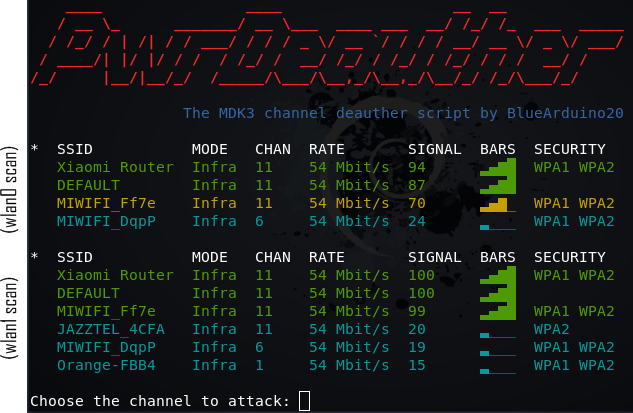 PwrDeauther
The MDK3 channel deauther script by BlueArduino20
(wlan0 scan)
* SSID MODE CHAN RATE SIGNAL BARS SECURITY
Xiaomi Router Infra 11 54 Mbit/s 94 WPA1 WPA2
DEFAULT Infra 11 54 Mbit/s 87
MIWIFI_Ff7e Infra 11 54 Mbit/s 70 WPA1 WPA2
MIWIFI_DqpP Infra 6 54 Mbit/s 24 WPA1 WPA2
(wlan1 scan)
* SSID MODE CHAN RATE SIGNAL BARS SECURITY
Xiaomi Router Infra 11 54 Mbit/s 100 WPA1 WPA2
DEFAULT Infra 11 54 Mbit/s 100
MIWIFI_Ff7e Infra 11 54 Mbit/s 99 WPA1 WPA2
JAZZTEL_4CFA Infra 11 54 Mbit/s 20 WPA2
MIWIFI_DqpP Infra 6 54 Mbit/s 19 WPA1 WPA2
Orange-FBB4 Infra 1 54 Mbit/s 15 WPA1 WPA2
Choose the channel to attack: